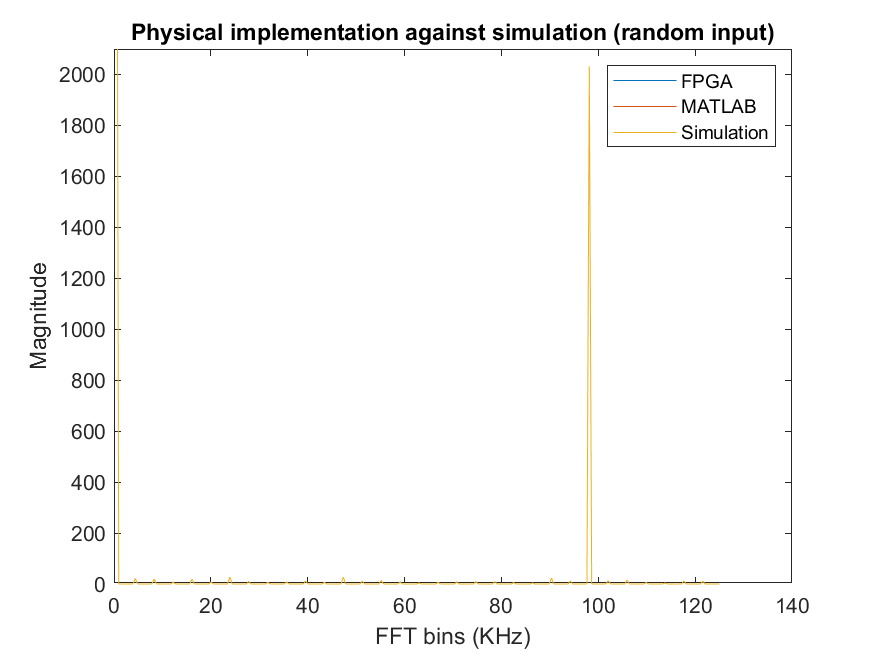 Physical implementation against simulation (random input)
FPGA
MATLAB
Simulation
2000
1800
1600
1400
1200
1000
800
600
400
200
0
Magnitude
0 20 40 60 80 100 120 140
FFT bins (KHz)